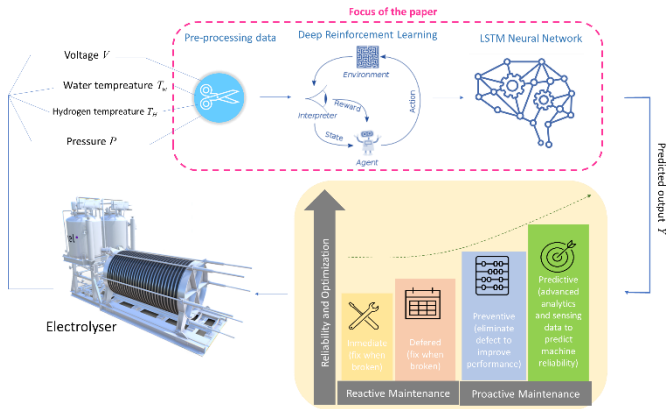 Focus of the paper
Pre-processing data
Deep Reinforcement Learning
LSTM Neural Network
Voltage V
Water tempreature T_w
Hydrogen tempreature T_H
Pressure P
Environment
Reward
Interpreter
Action
State
Agent
Predicted output Y
Electrolyser
Reliability and Optimization
Immediate
(fix when
broken)
Defered
(fix when
broken)
Preventive
(eliminate
defect to
improve
performance)
Predictive
(advanced
analytics
and sensing
data to
predict
machine
reliability)
Reactive Maintenance
Proactive Maintenance